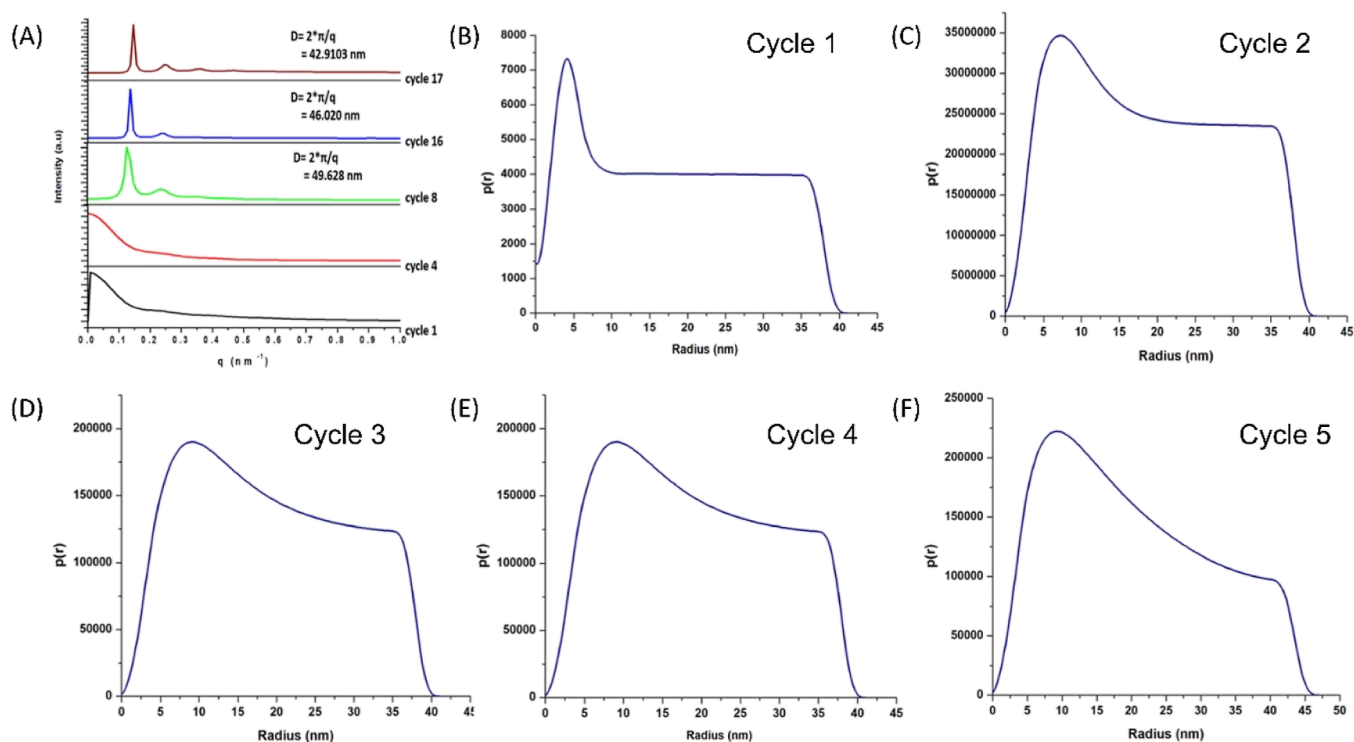 (A)
D= 2*π/q
= 42.9103 nm
cycle 17
D= 2*π/q
= 46.020 nm
cycle 16
D= 2*π/q
= 49.628 nm
cycle 8
cycle 4
cycle 1
Intensity (a.u)
0.0 0.1 0.2 0.3 0.4 0.5 0.6 0.7 0.8 0.9 1.0
q (nm⁻¹)
(B)
Cycle 1
8000
7000
6000
5000
4000
3000
2000
1000
0
p(r)
0 5 10 15 20 25 30 35 40 45
Radius (nm)
(C)
Cycle 2
35000000
30000000
25000000
20000000
15000000
10000000
5000000
0
p(r)
0 5 10 15 20 25 30 35 40 45
Radius (nm)
(D)
Cycle 3
200000
150000
100000
50000
0
p(r)
0 5 10 15 20 25 30 35 40 45
Radius (nm)
(E)
Cycle 4
200000
150000
100000
50000
0
p(r)
0 5 10 15 20 25 30 35 40 45
Radius (nm)
(F)
Cycle 5
250000
200000
150000
100000
50000
0
p(r)
0 5 10 15 20 25 30 35 40 45 50
Radius (nm)